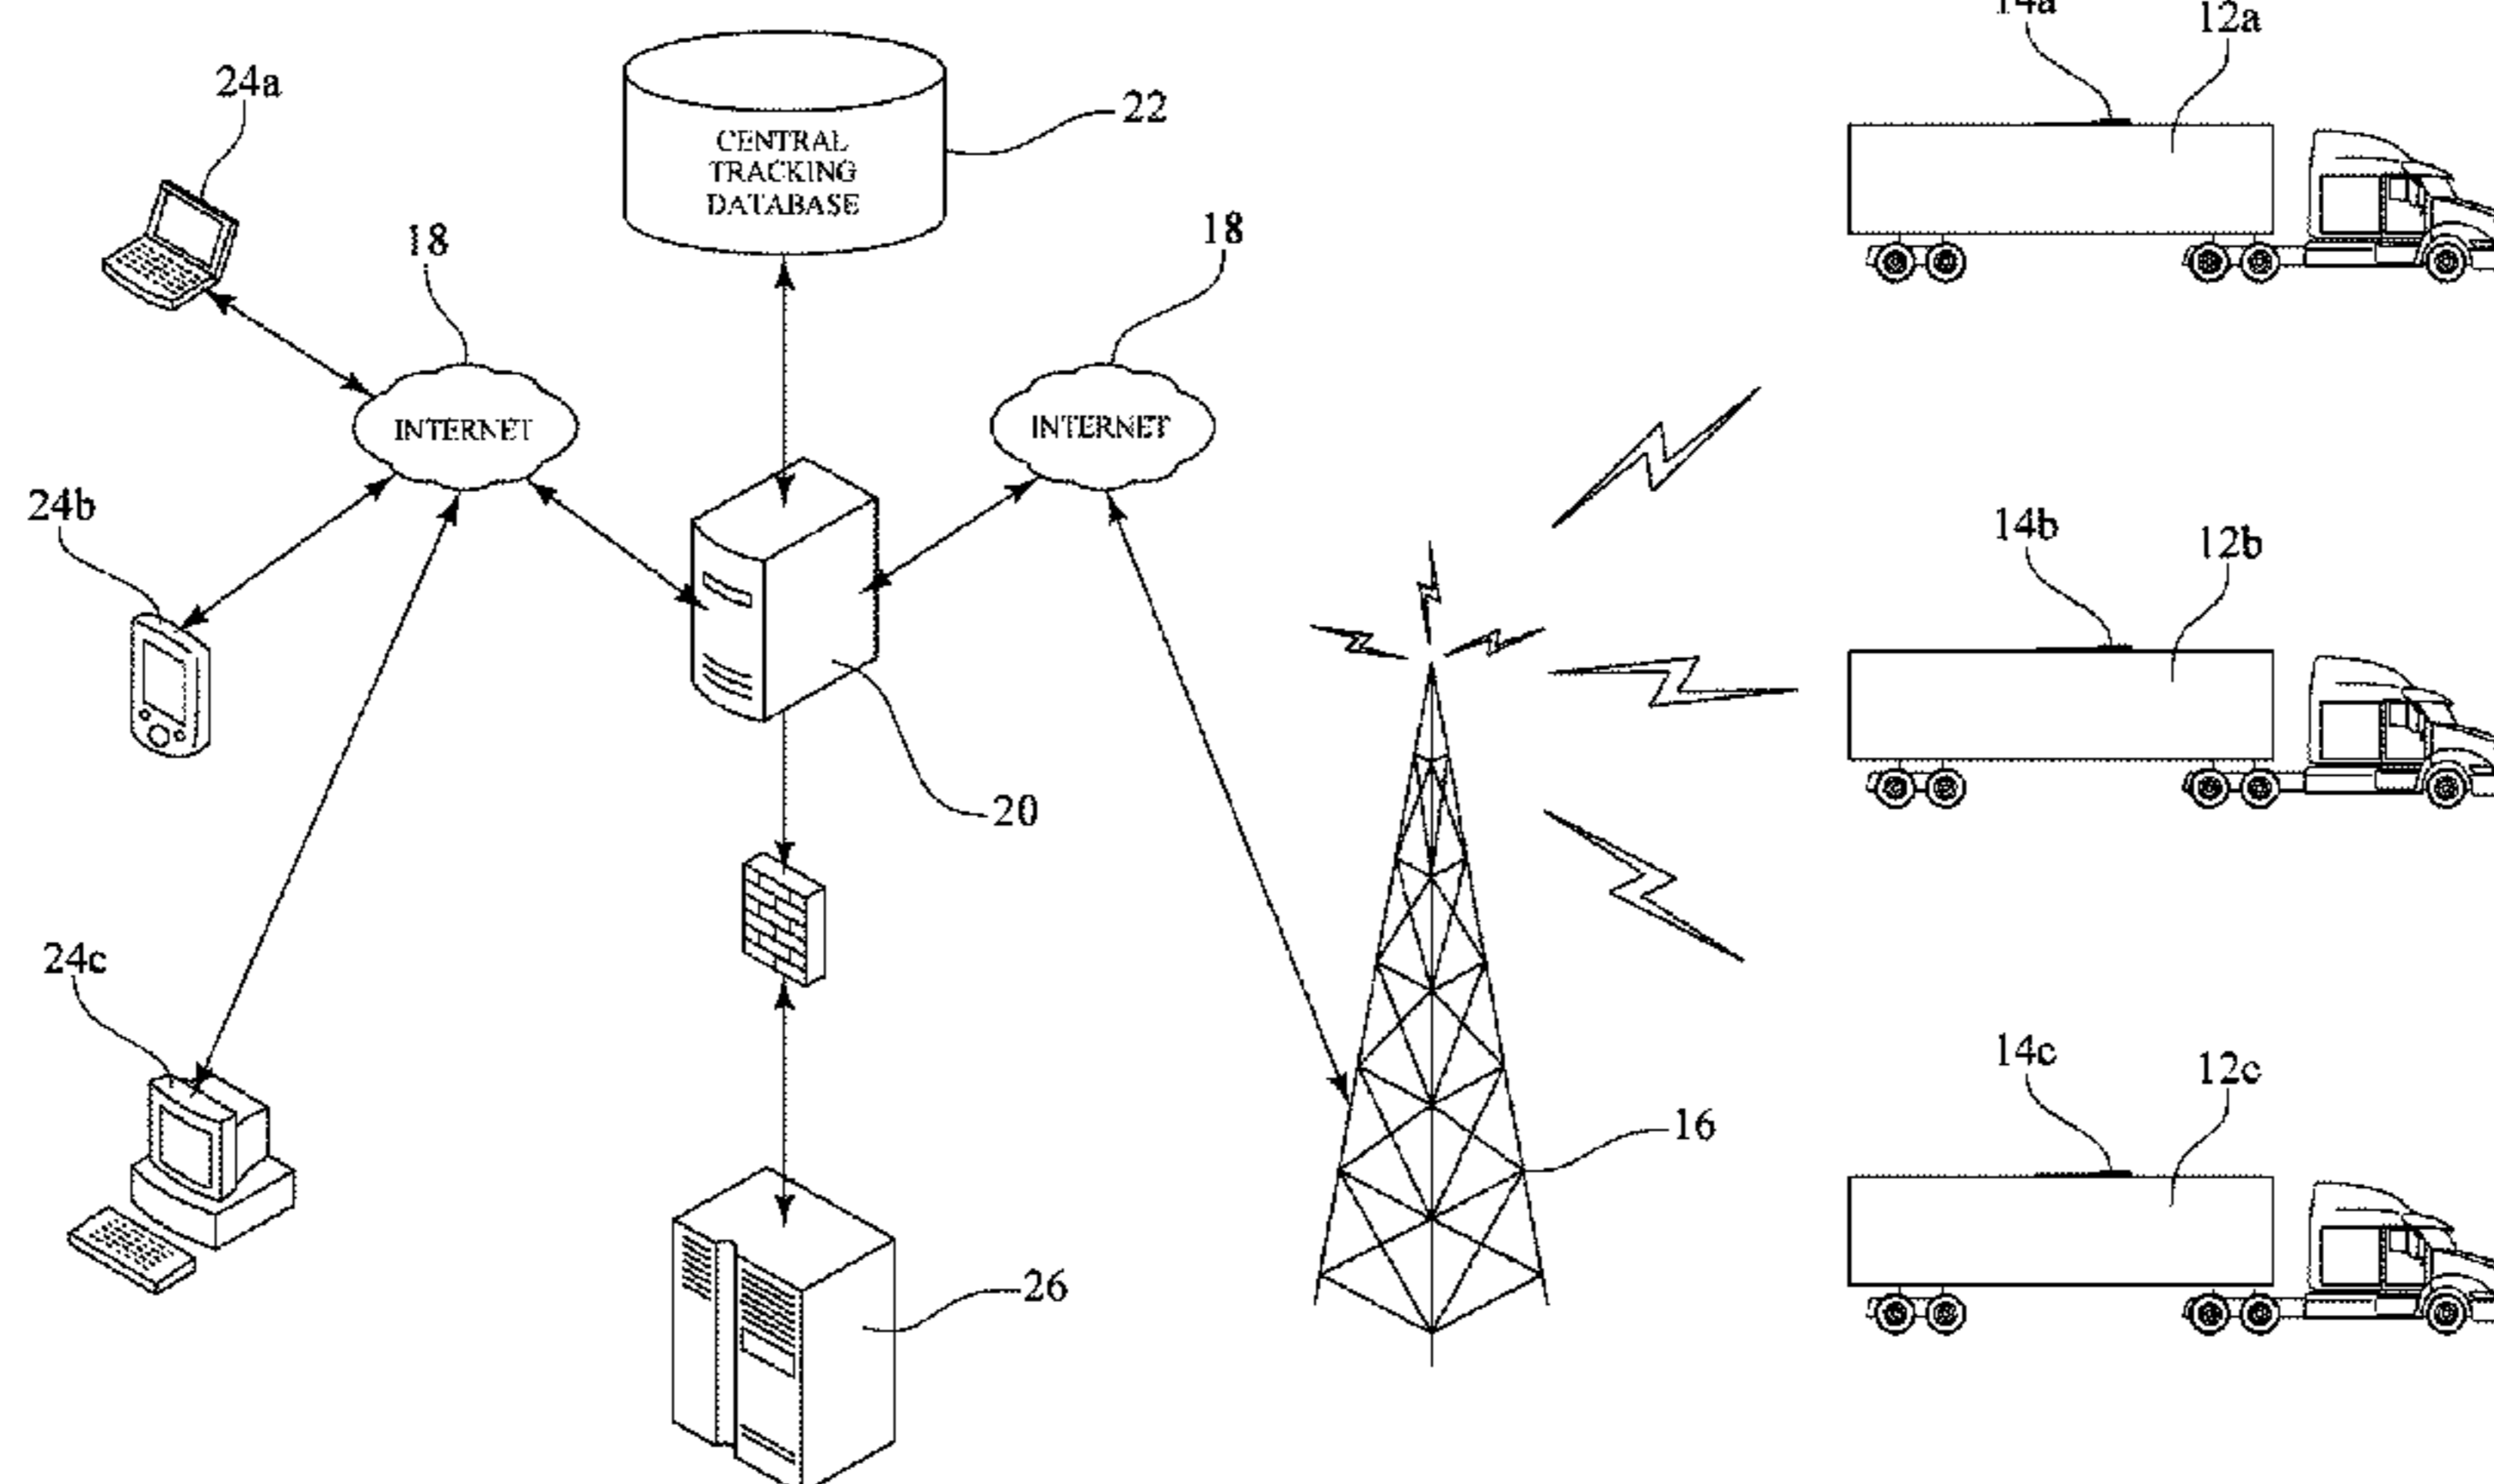 14a
12a
24a
22
CENTRAL
TRACKING
DATABASE
18
18
INTERNET
INTERNET
24b
14b
12b
20
24c
14c
12c
16
26